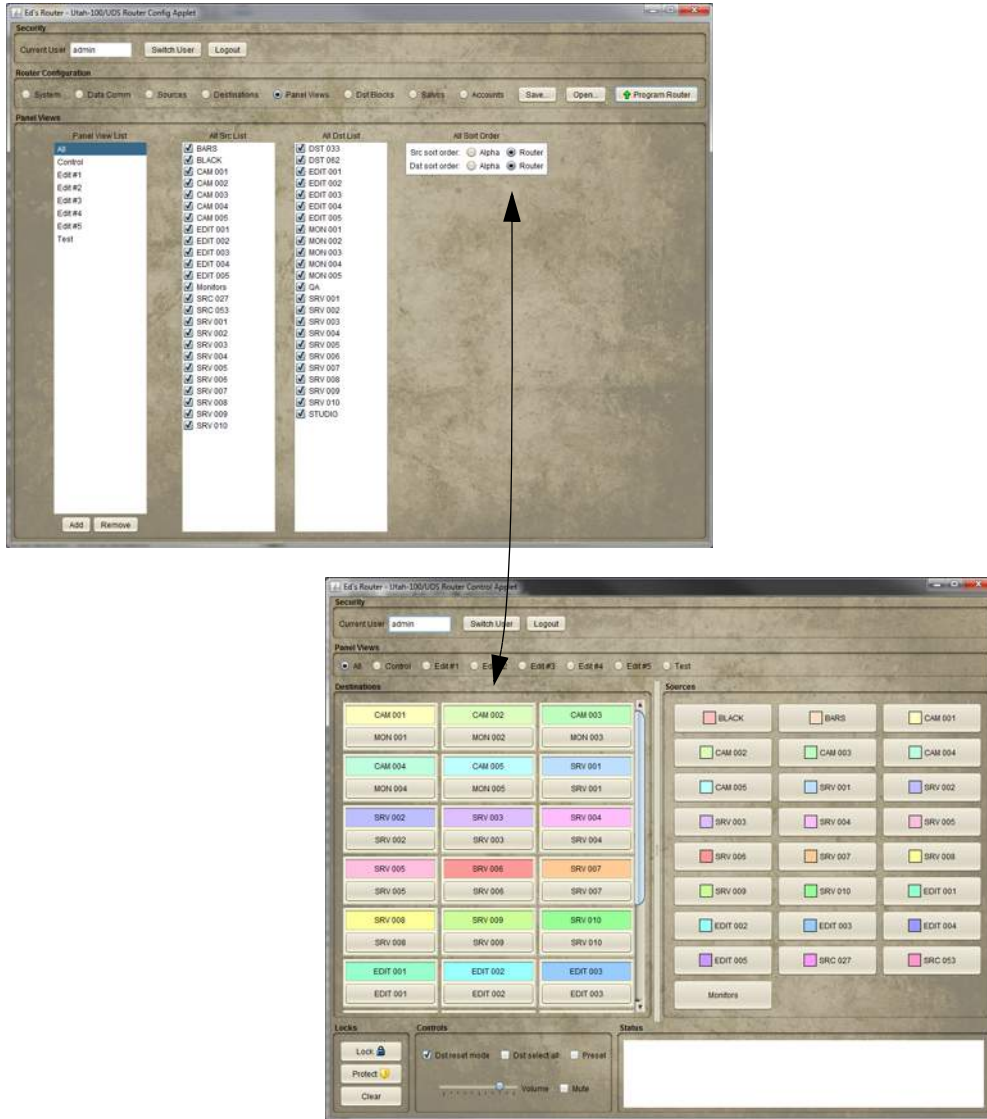 Ed's Router - Utah-100/UDS Router Config Applet
Security
Current User admin Switch User Logout
Router Configuration
System Data Comm Sources Destinations Panel Views Dst Blocks Salvos Accounts Save... Open... Program Router
Panel Views
Panel View List All Src List All Dst List All Sort Order
All BARS DST 033 Src sort order: Alpha Router
Control BLACK DST 062 Dst sort order: Alpha Router
Edit #1 CAM 001 EDIT 001
Edit #2 CAM 002 EDIT 002
Edit #3 CAM 003 EDIT 003
Edit #4 CAM 004 EDIT 004
Edit #5 CAM 005 EDIT 005
Test EDIT 001 MON 001
EDIT 002 MON 002
EDIT 003 MON 003
EDIT 004 MON 004
EDIT 005 MON 005
Monitors QA
SRC 027 SRV 001
SRC 053 SRV 002
SRV 001 SRV 003
SRV 002 SRV 004
SRV 003 SRV 005
SRV 004 SRV 006
SRV 005 SRV 007
SRV 006 SRV 008
SRV 007 SRV 009
SRV 008 SRV 010
SRV 009 STUDIO
SRV 010
Add Remove
Ed's Router - Utah-100/UDS Router Control Applet
Security
Current User admin Switch User Logout
Panel Views
All Control Edit #1 Edit #3 Edit #4 Edit #5 Test
Destinations Sources
CAM 001 CAM 002 CAM 003
MON 001 MON 002 MON 003
CAM 004 CAM 005 SRV 001
MON 004 MON 005 SRV 001
SRV 002 SRV 003 SRV 004
SRV 002 SRV 003 SRV 004
SRV 005 SRV 006 SRV 007
SRV 005 SRV 006 SRV 007
SRV 008 SRV 009 SRV 010
SRV 008 SRV 009 SRV 010
EDIT 001 EDIT 002 EDIT 003
EDIT 001 EDIT 002 EDIT 003
BLACK BARS CAM 001
CAM 002 CAM 003 CAM 004
CAM 005 SRV 001 SRV 002
SRV 003 SRV 004 SRV 005
SRV 006 SRV 007 SRV 008
SRV 009 SRV 010 EDIT 001
EDIT 002 EDIT 003 EDIT 004
EDIT 005 SRC 027 SRC 053
Monitors
Locks Controls Status
Lock Dst reset mode Dst select all Preset
Protect Volume Mute
Clear